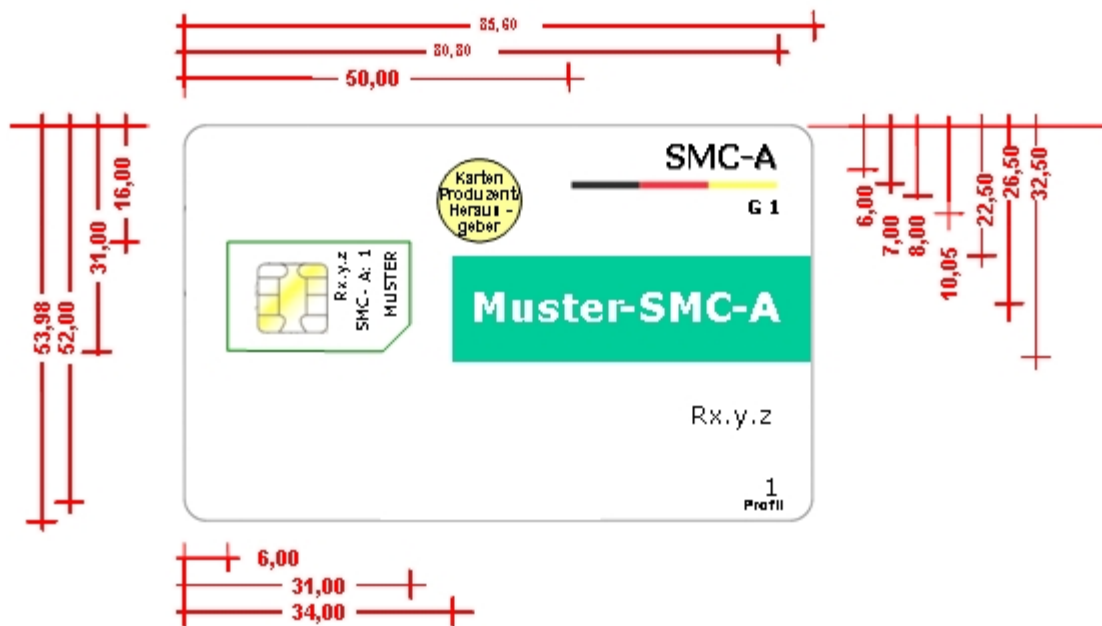 85,60
80,80
50,00
16,00
31,00
52,00
53,98
SMC-A
G 1
Karten
Produzent/
Heraus -
geber
6,00
7,00
8,00
10,05
22,50
26,50
32,50
Rx.y.z
SMC- A: 1
MUSTER
Muster-SMC-A
Rx.y.z
1
Profil
6,00
31,00
34,00